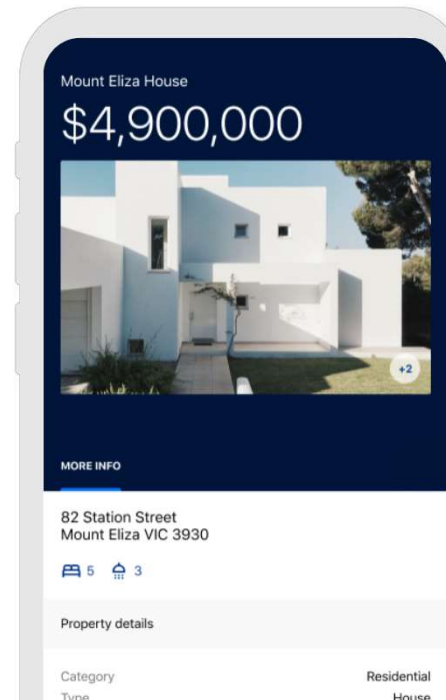 Mount Eliza House
$4,900,000
+2
MORE INFO
82 Station Street
Mount Eliza VIC 3930
5 3
Property details
Category Residential
Type House